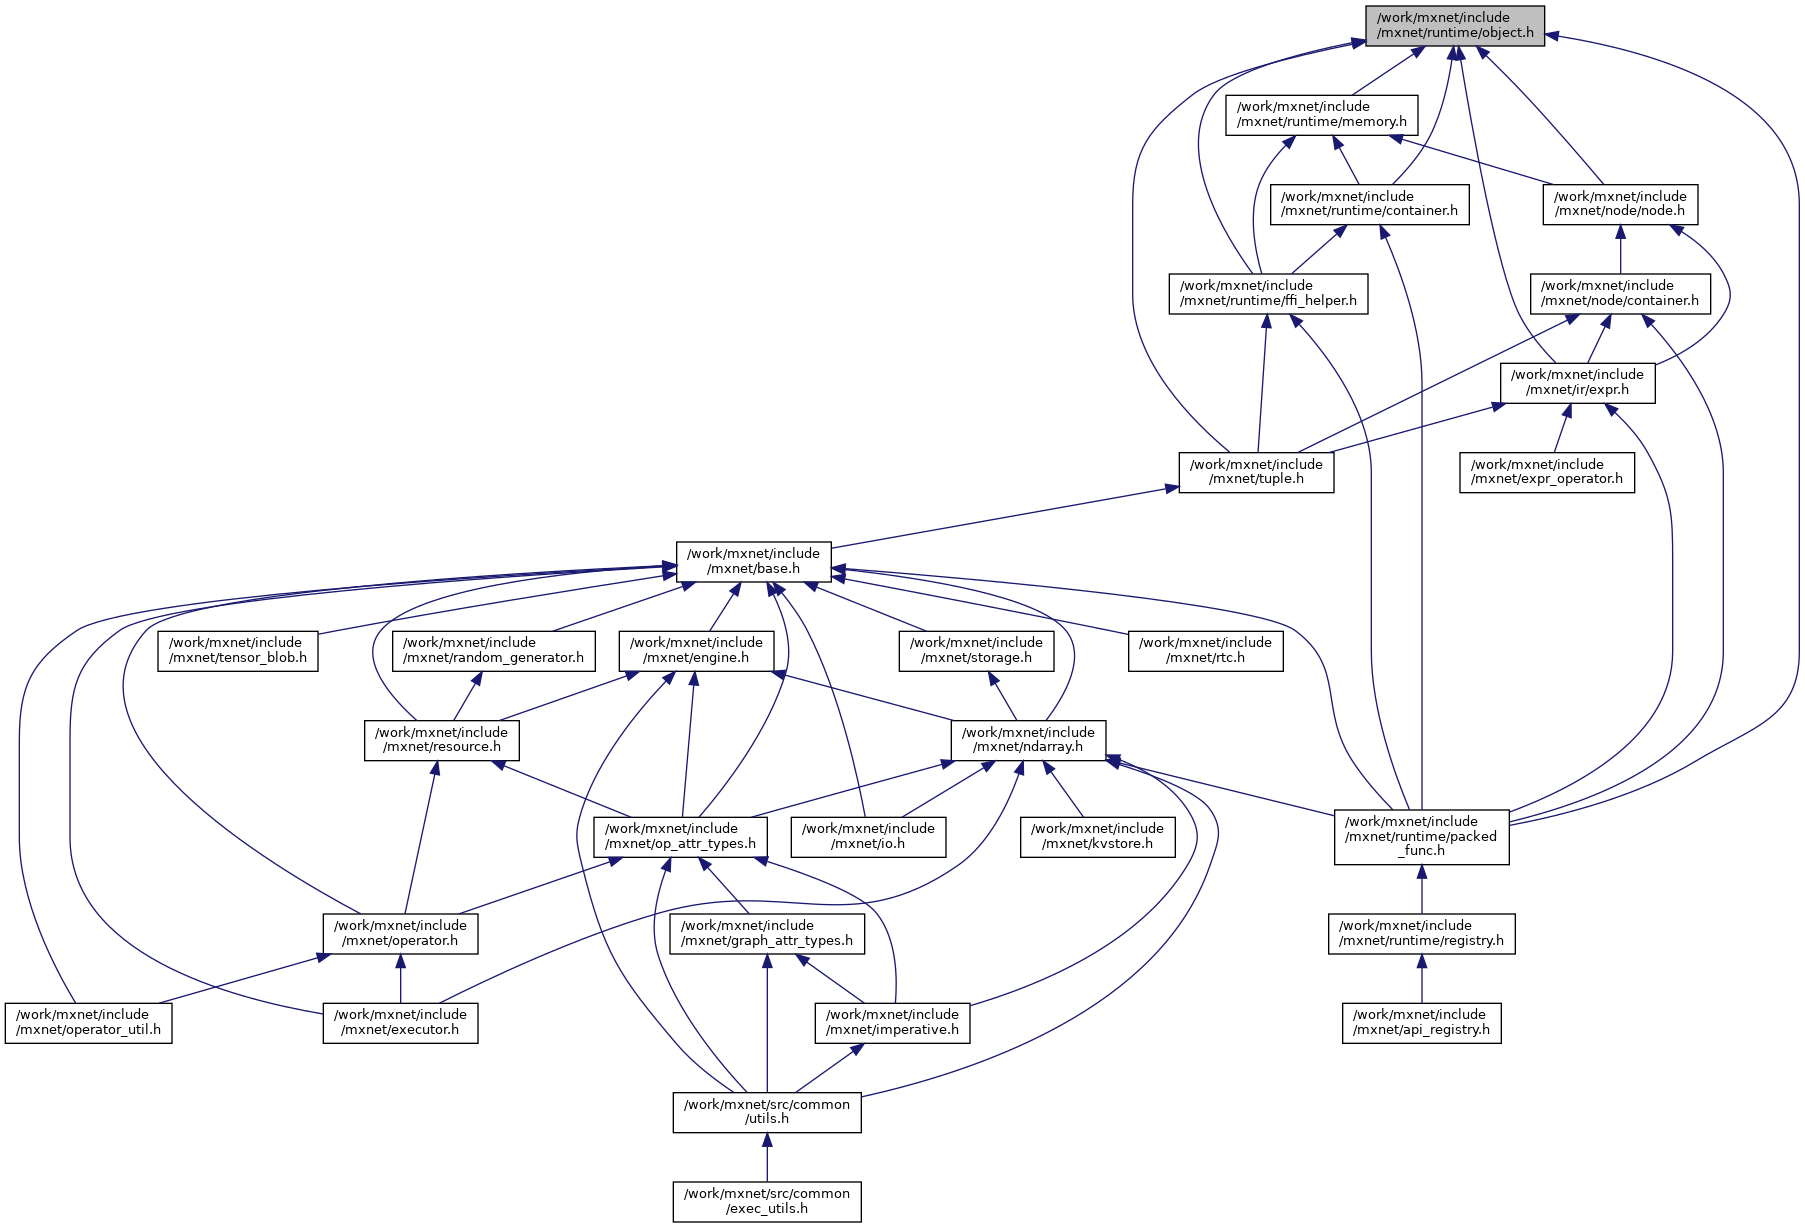 /work/mxnet/include
/mxnet/runtime/object.h
/work/mxnet/include
/mxnet/runtime/memory.h
/work/mxnet/include
/mxnet/runtime/container.h
/work/mxnet/include
/mxnet/node/node.h
/work/mxnet/include
/mxnet/runtime/ffi_helper.h
/work/mxnet/include
/mxnet/node/container.h
/work/mxnet/include
/mxnet/ir/expr.h
/work/mxnet/include
/mxnet/tuple.h
/work/mxnet/include
/mxnet/expr_operator.h
/work/mxnet/include
/mxnet/base.h
/work/mxnet/include
/mxnet/tensor_blob.h
/work/mxnet/include
/mxnet/random_generator.h
/work/mxnet/include
/mxnet/engine.h
/work/mxnet/include
/mxnet/storage.h
/work/mxnet/include
/mxnet/rtc.h
/work/mxnet/include
/mxnet/resource.h
/work/mxnet/include
/mxnet/ndarray.h
/work/mxnet/include
/mxnet/op_attr_types.h
/work/mxnet/include
/mxnet/io.h
/work/mxnet/include
/mxnet/kvstore.h
/work/mxnet/include
/mxnet/runtime/packed
_func.h
/work/mxnet/include
/mxnet/operator.h
/work/mxnet/include
/mxnet/graph_attr_types.h
/work/mxnet/include
/mxnet/runtime/registry.h
/work/mxnet/include
/mxnet/operator_util.h
/work/mxnet/include
/mxnet/executor.h
/work/mxnet/include
/mxnet/imperative.h
/work/mxnet/include
/mxnet/api_registry.h
/work/mxnet/src/common
/utils.h
/work/mxnet/src/common
/exec_utils.h